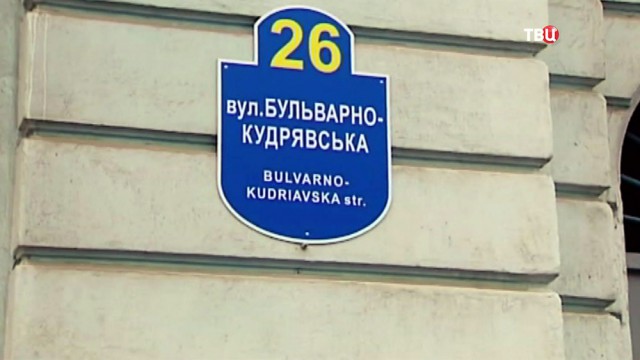 ТВЦ
26
вул.БУЛЬВАРНО-
КУДРЯВСЬКА
BULVARNO-
KUDRIAVSKA str.